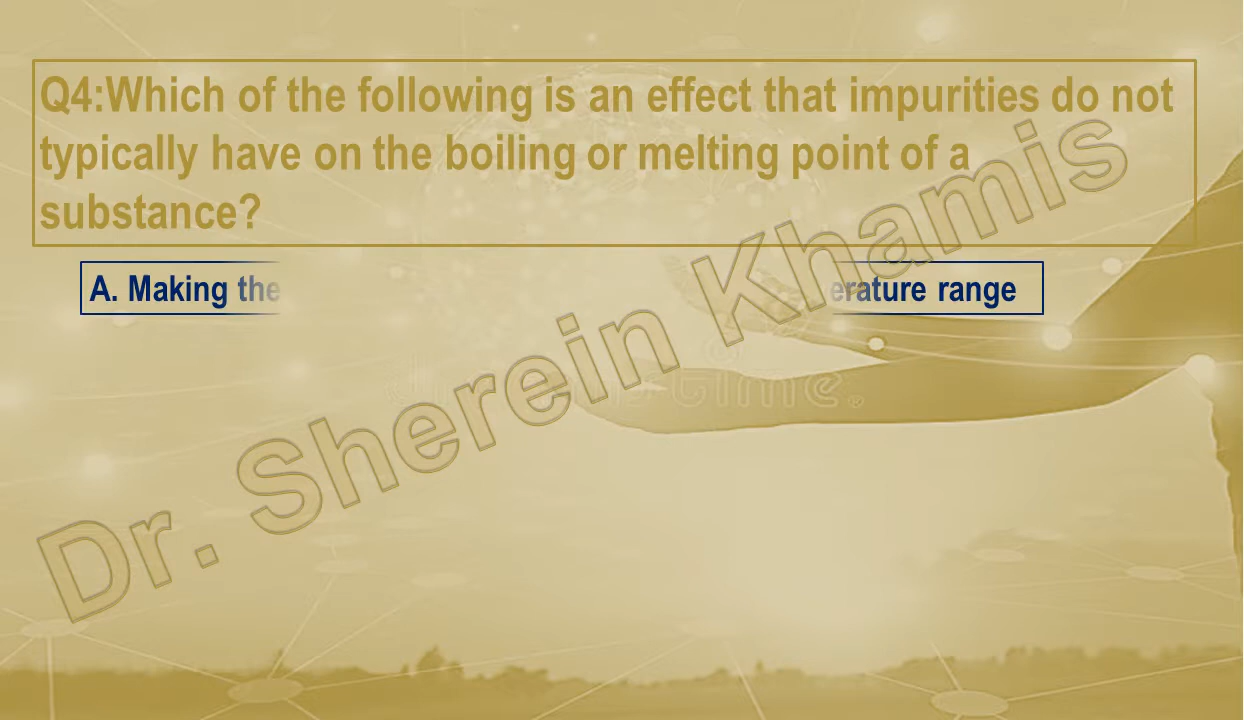 Q4:Which of the following is an effect that impurities do not
typically have on the boiling or melting point of a
substance?
A. Making the erature range
Dr. Sherein Khamis